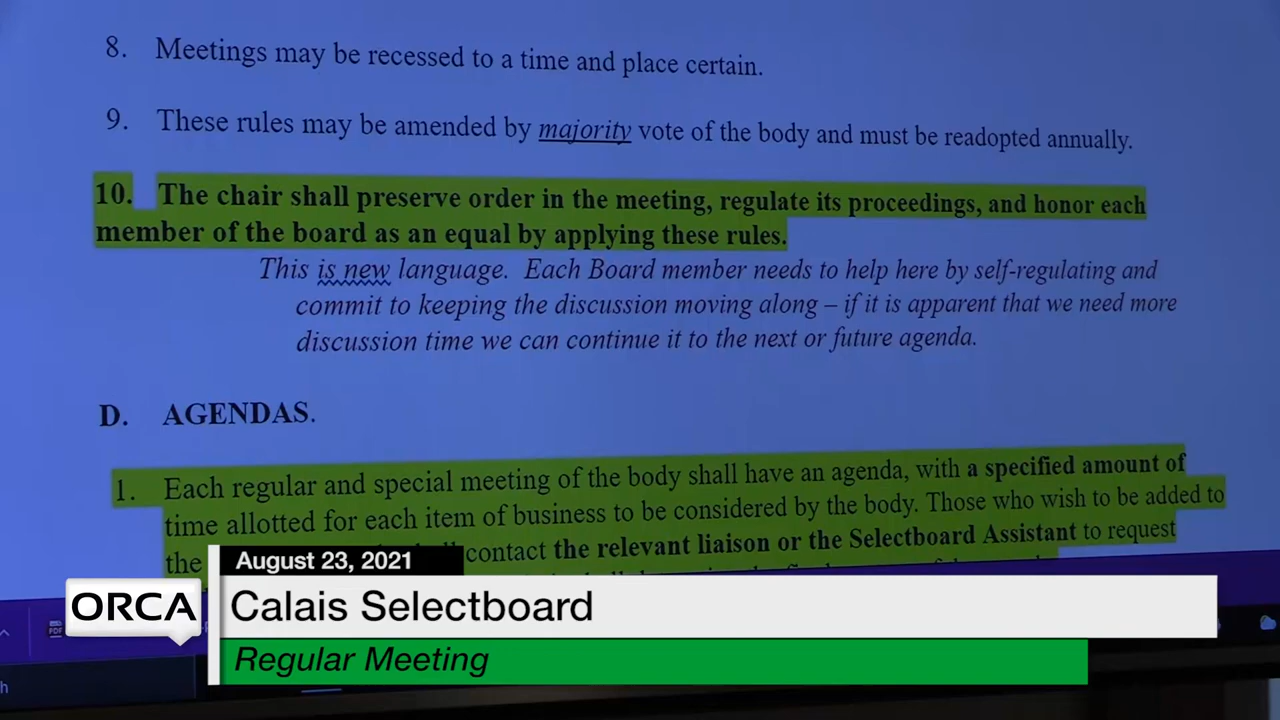 8. Meetings may be recessed to a time and place certain.
9. These rules may be amended by majority vote of the body and must be readopted annually.
10. The chair shall preserve order in the meeting, regulate its proceedings, and honor each
member of the board as an equal by applying these rules.
This is new language. Each Board member needs to help here by self-regulating and
commit to keeping the discussion moving along – if it is apparent that we need more
discussion time we can continue it to the next or future agenda.
D. AGENDAS.
1. Each regular and special meeting of the body shall have an agenda, with a specified amount of
time allotted for each item of business to be considered by the body. Those who wish to be added to
the contact the relevant liaison or the Selectboard Assistant to request
August 23, 2021
ORCA
Calais Selectboard
PDF
Regular Meeting
h